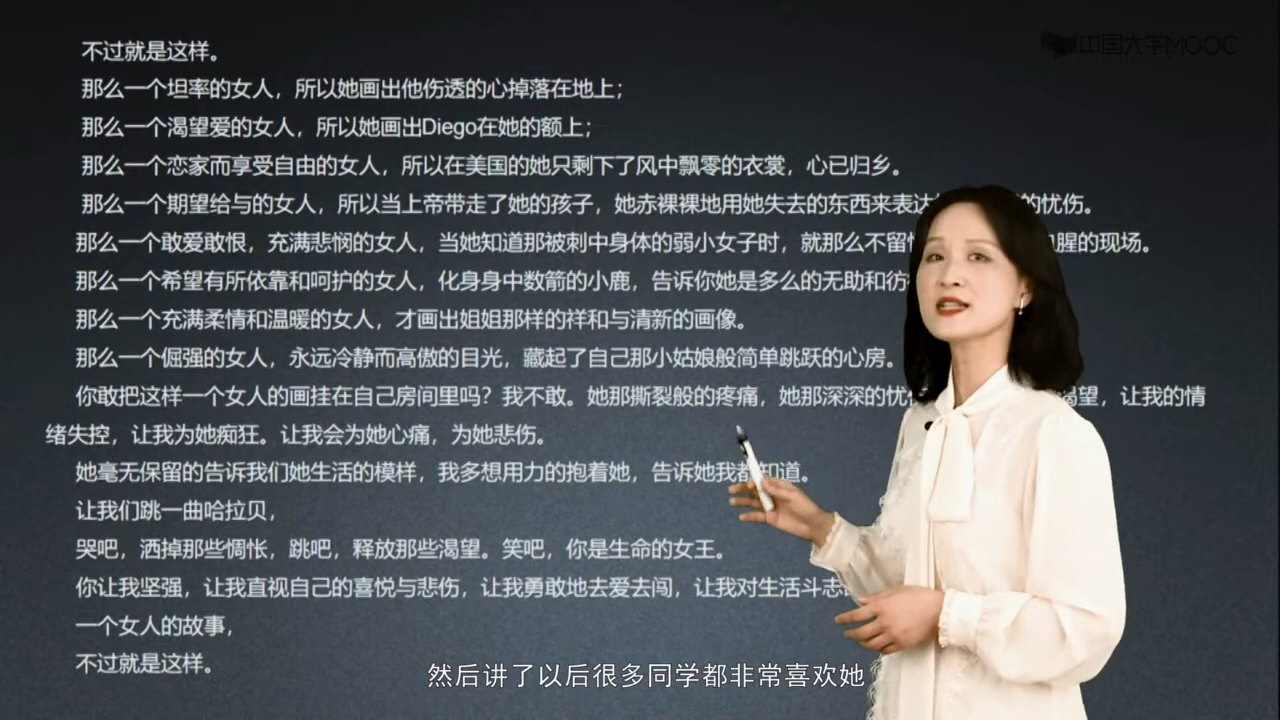 中国大学MOOC
不过就是这样。
那么一个坦率的女人，所以她画出他伤透的心掉落在地上；
那么一个渴望爱的女人，所以她画出Diego在她的额上；
那么一个恋家而享受自由的女人，所以在美国的她只剩下了风中飘零的衣裳，心已归乡。
那么一个期望给与的女人，所以当上帝带走了她的孩子，她赤裸裸地用她失去的东西来表达 的忧伤。
那么一个敢爱敢恨，充满悲悯的女人，当她知道那被刺中身体的弱小女子时，就那么不留 腥的现场。
那么一个希望有所依靠和呵护的女人，化身身中数箭的小鹿，告诉你她是多么的无助和彷
那么一个充满柔情和温暖的女人，才画出姐姐那样的祥和与清新的画像。
那么一个倔强的女人，永远冷静而高傲的目光，藏起了自己那小姑娘般简单跳跃的心房。
你敢把这样一个女人的画挂在自己房间里吗？我不敢。她那撕裂般的疼痛，她那深深的忧 渴望，让我的情
绪失控，让我为她痴狂。让我会为她心痛，为她悲伤。
她毫无保留的告诉我们她生活的模样，我多想用力的抱着她，告诉她我都知道。
让我们跳一曲哈拉贝，
哭吧，洒掉那些惆怅，跳吧，释放那些渴望。笑吧，你是生命的女王。
你让我坚强，让我直视自己的喜悦与悲伤，让我勇敢地去爱去闯，让我对生活斗志
一个女人的故事，
不过就是这样。
然后讲了以后很多同学都非常喜欢她